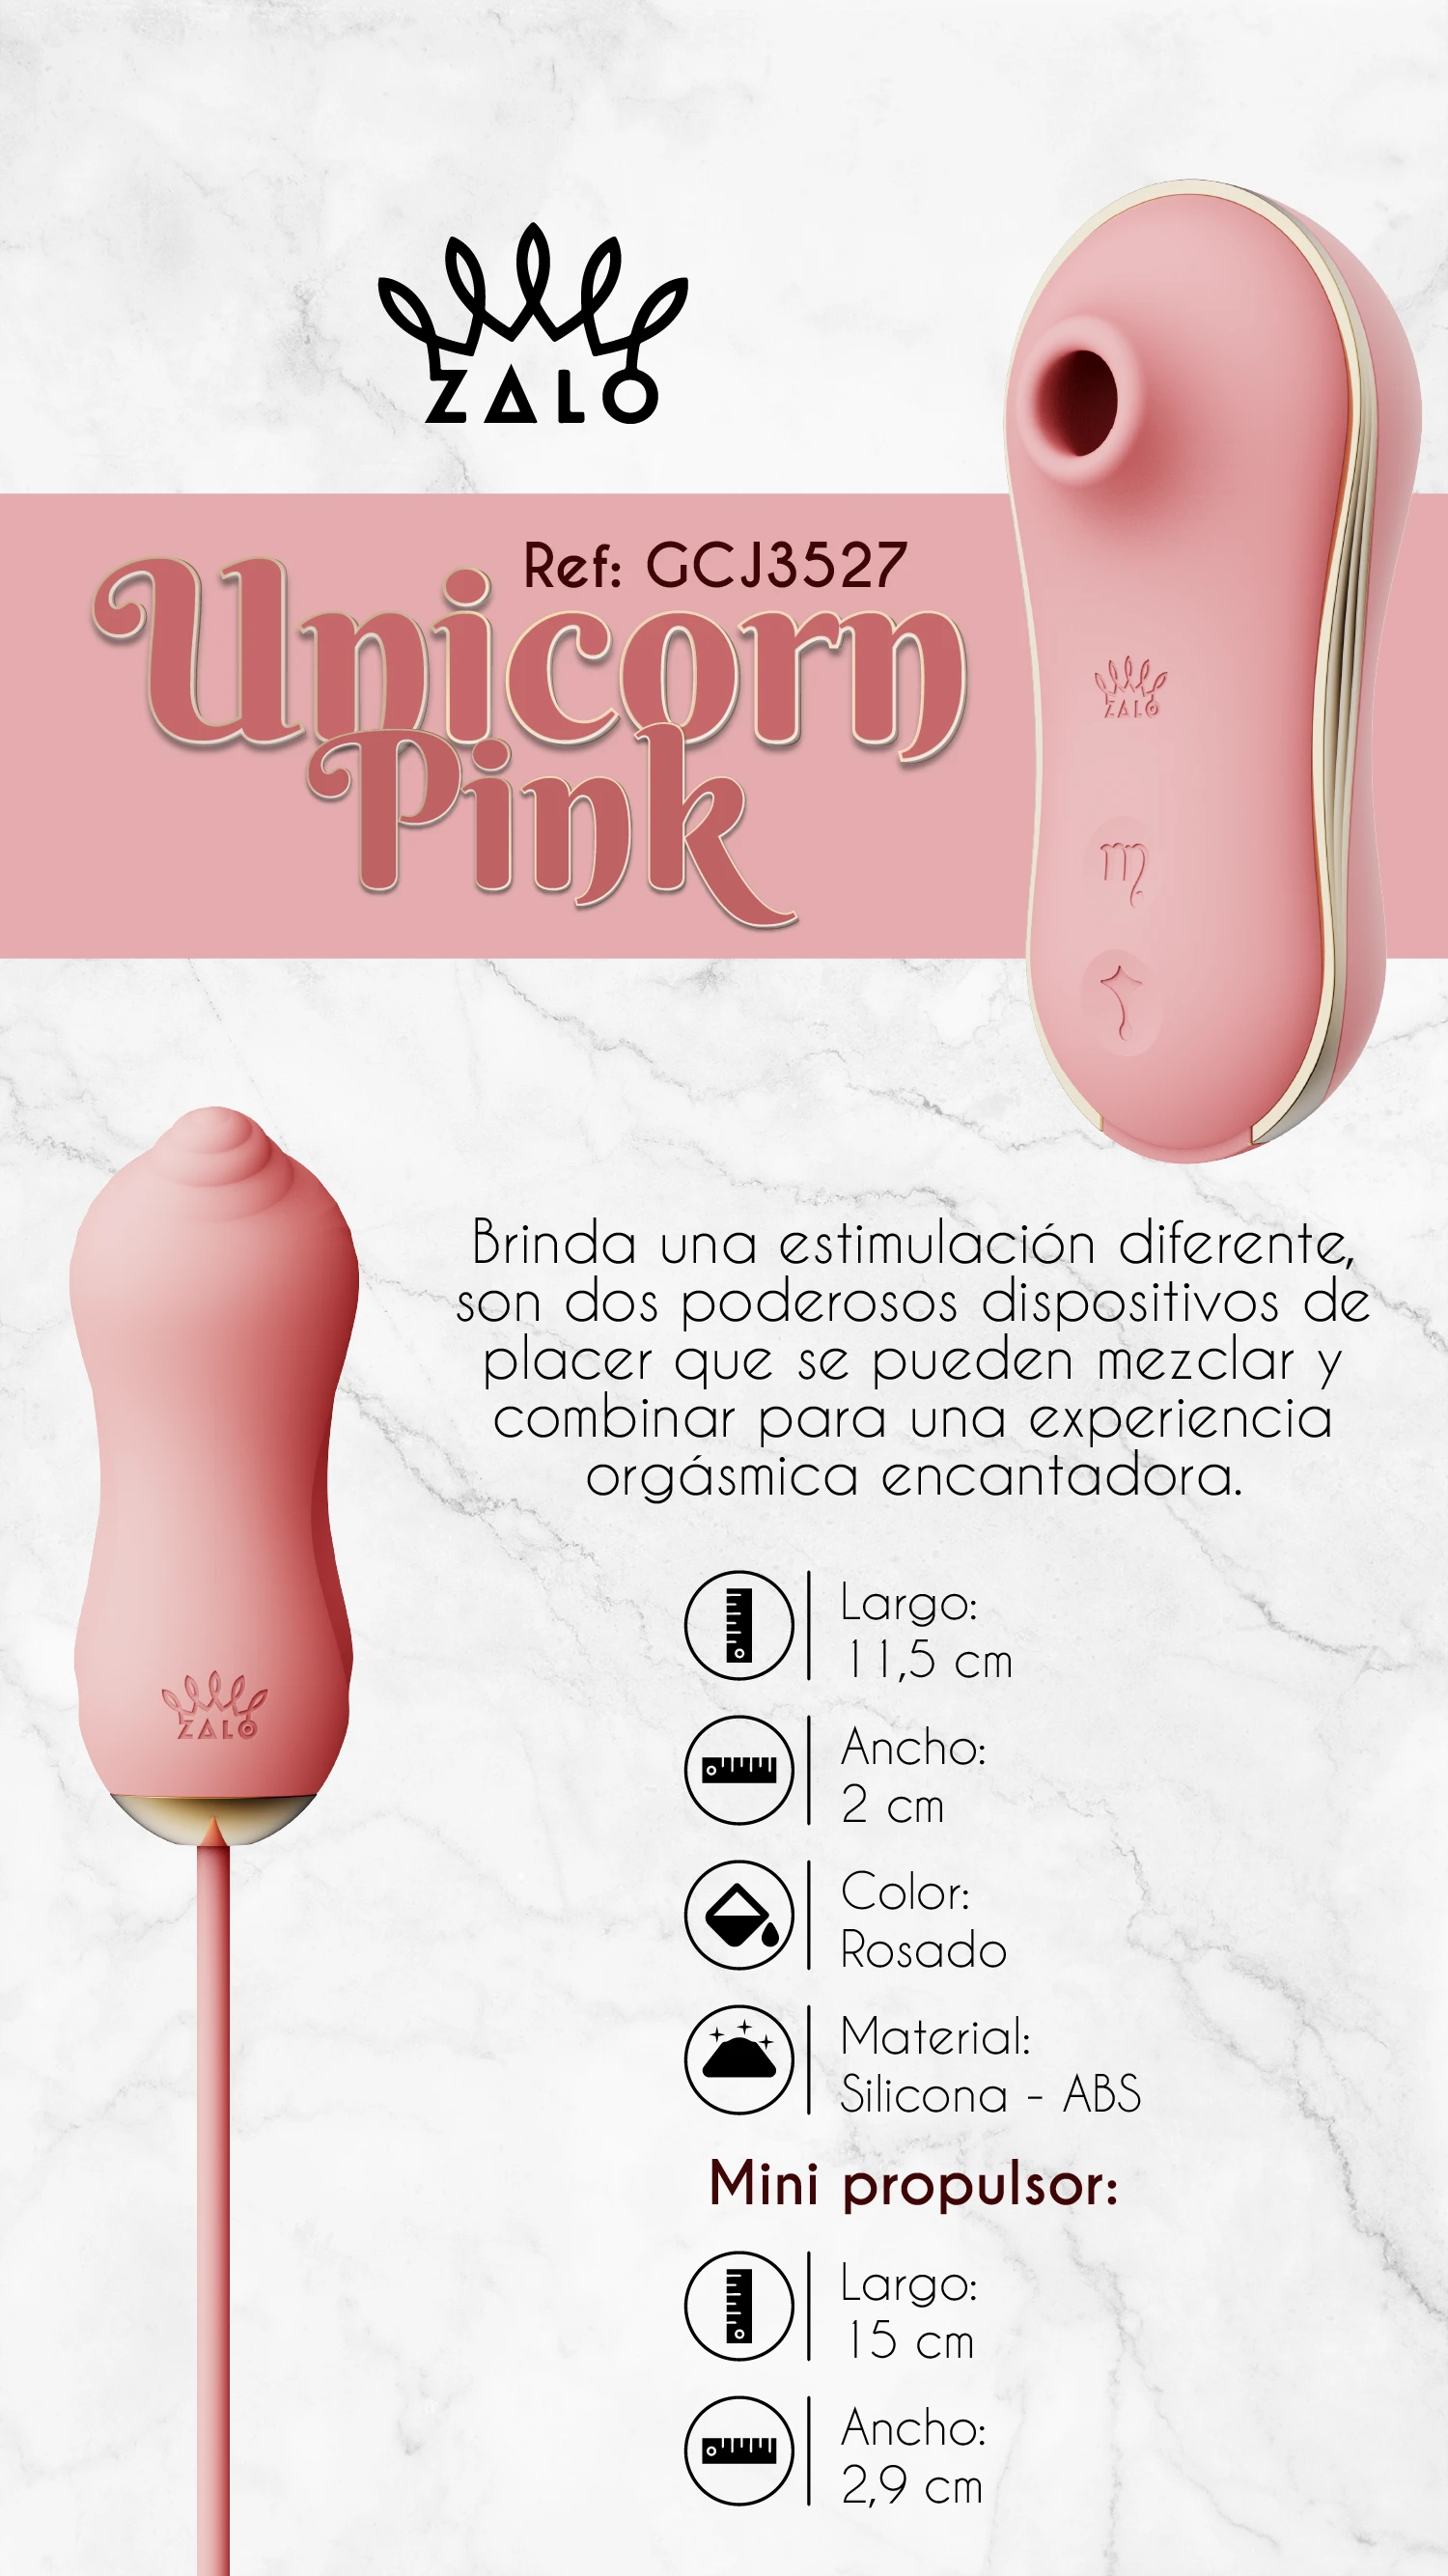 ZALO
Ref: GCJ3527
Unicorn
Pink
ZALO
Brinda una estimulación diferente,
son dos poderosos dispositivos de
placer que se pueden mezclar y
combinar para una experiencia
orgásmica encantadora.
ZALO
Largo:
11,5 cm
Ancho:
2 cm
Color:
Rosado
Material:
Silicona - ABS
Mini propulsor:
Largo:
15 cm
Ancho:
2,9 cm